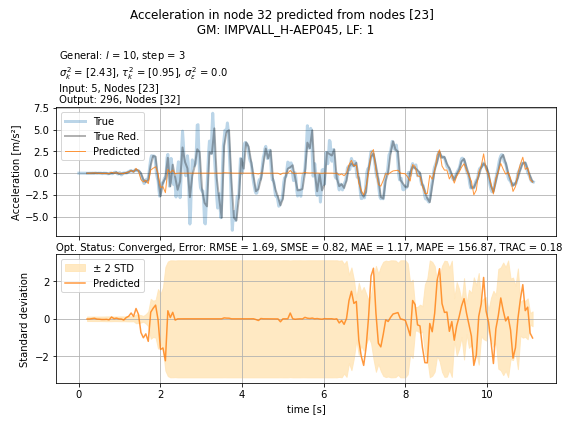 Acceleration in node 32 predicted from nodes [23]
GM: IMPVALL_H-AEP045, LF: 1
General: l = 10, step = 3
σ_k² = [2.43], τ_k² = [0.95], σ_ε² = 0.0
Input: 5, Nodes [23]
Output: 296, Nodes [32]
7.5
5.0
2.5
0.0
−2.5
−5.0
Acceleration [m/s²]
True
True Red.
Predicted
Opt. Status: Converged, Error: RMSE = 1.69, SMSE = 0.82, MAE = 1.17, MAPE = 156.87, TRAC = 0.18
2
0
−2
Standard deviation
± 2 STD
Predicted
0 2 4 6 8 10
time [s]